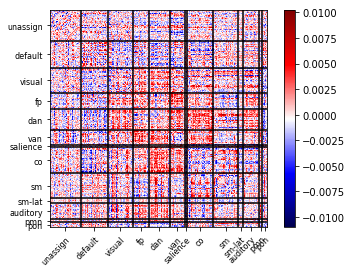 unassign
default
visual
fp
dan
van
salience
co
sm
sm-lat
auditory
pmn
pon
unassign
default
visual
fp
dan
van
salience
co
sm
sm-lat
auditory
0.0100
0.0075
0.0050
0.0025
0.0000
−0.0025
−0.0050
−0.0075
−0.0100